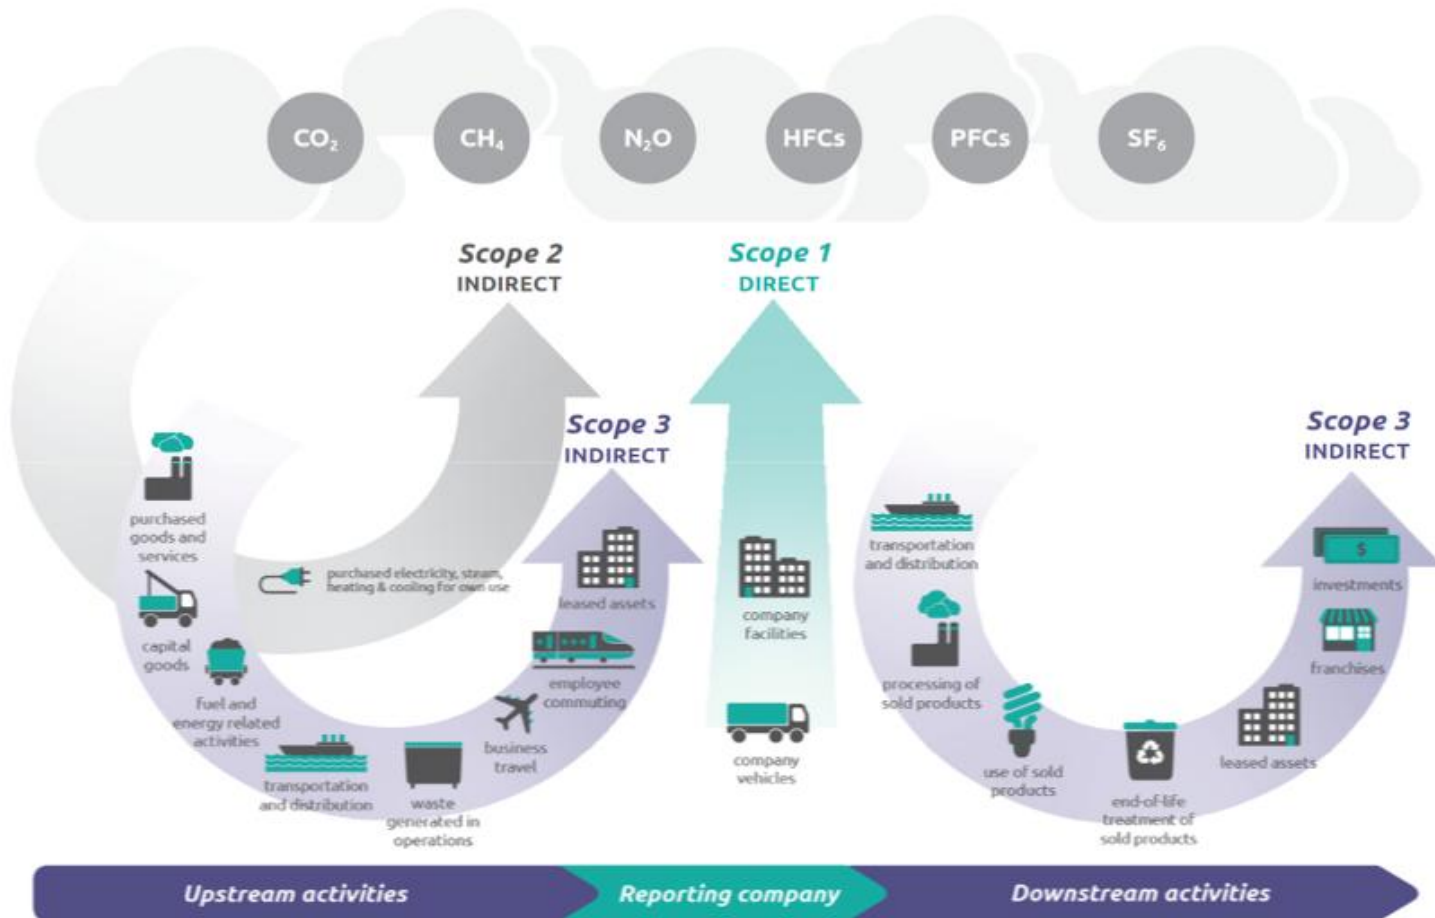 CO₂
CH₄
N₂O
HFCs
PFCs
SF₆
Scope 2
INDIRECT
Scope 1
DIRECT
Scope 3
INDIRECT
Scope 3
INDIRECT
purchased
goods and
services
capital
goods
fuel and
energy related
activities
purchased electricity, steam,
heating & cooling for own use
transportation
and distribution
waste
generated in
operations
business
travel
employee
commuting
leased assets
company
facilities
company
vehicles
transportation
and distribution
processing of
sold products
use of sold
products
end-of-life
treatment of
sold products
leased assets
franchises
$
investments
Upstream activities
Reporting company
Downstream activities